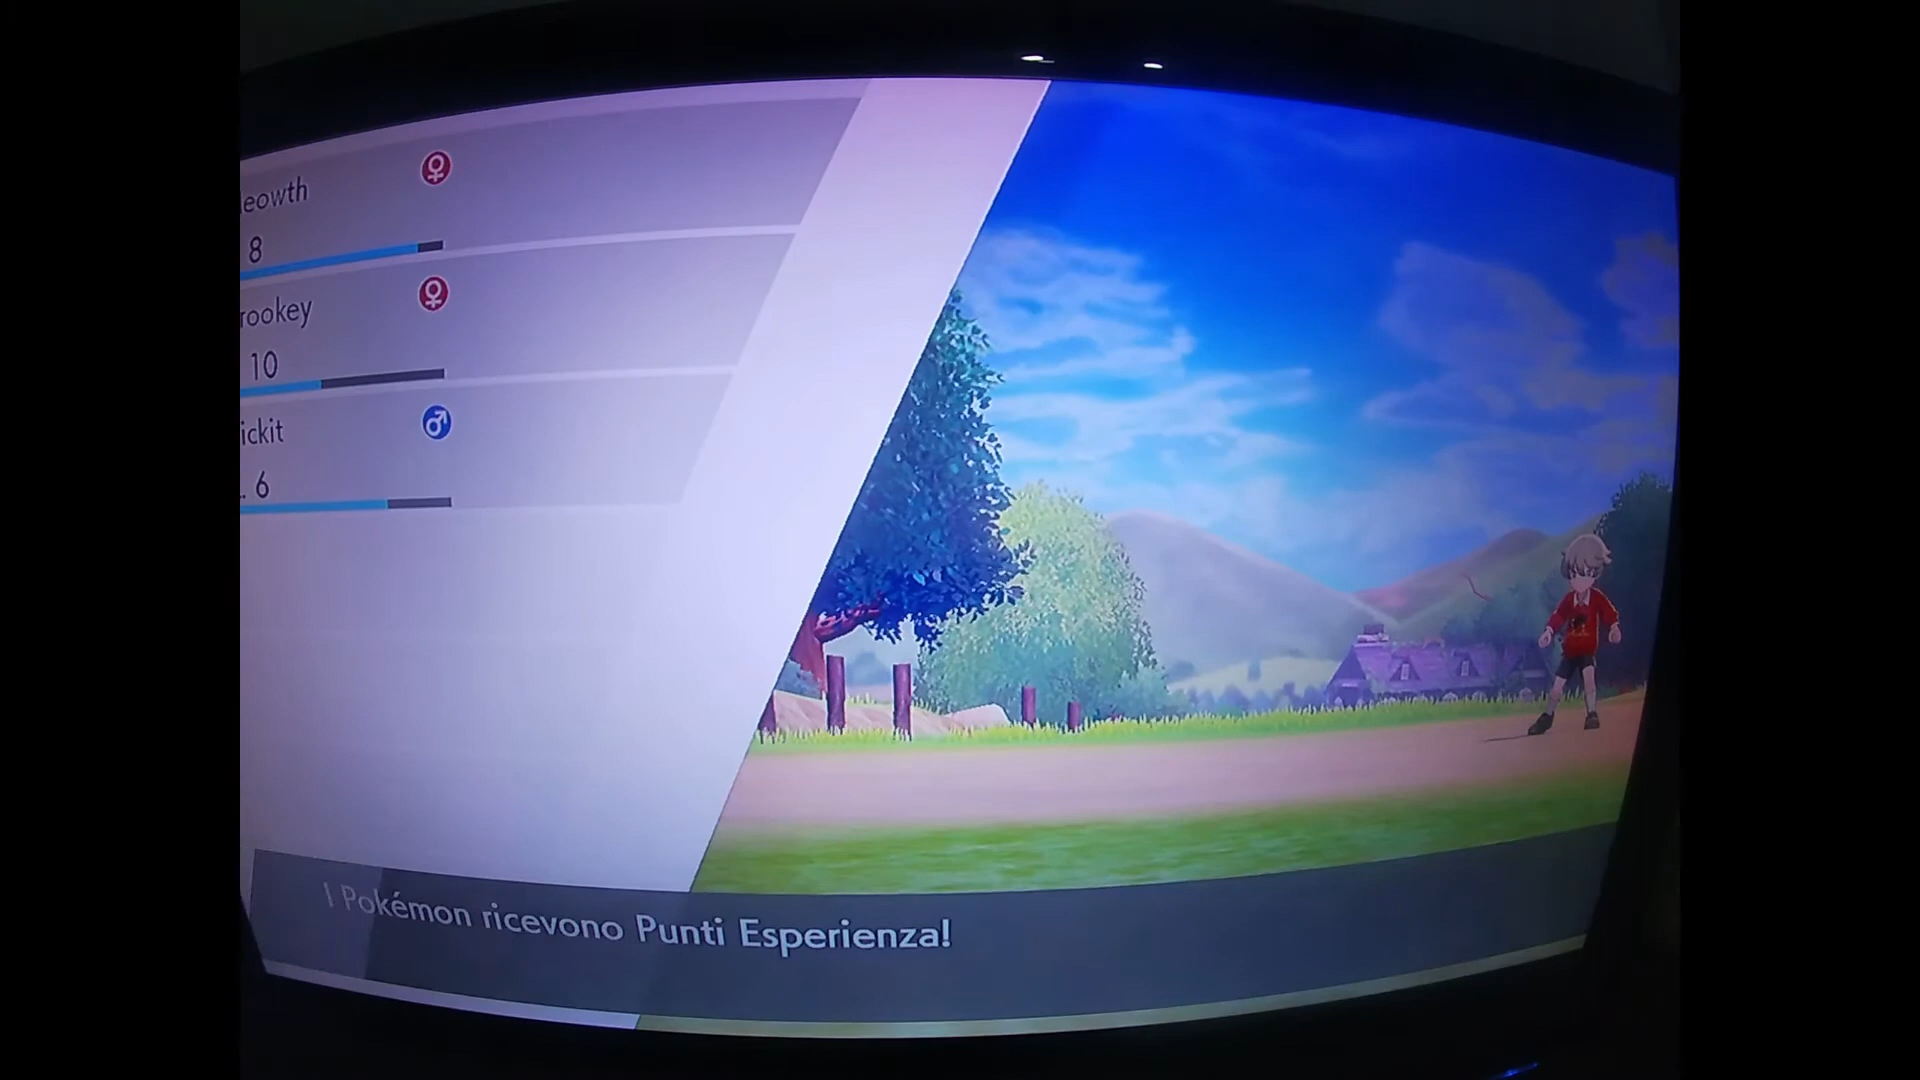 eowth
8
rookey
10
ickit
. 6
I Pokémon ricevono Punti Esperienza!